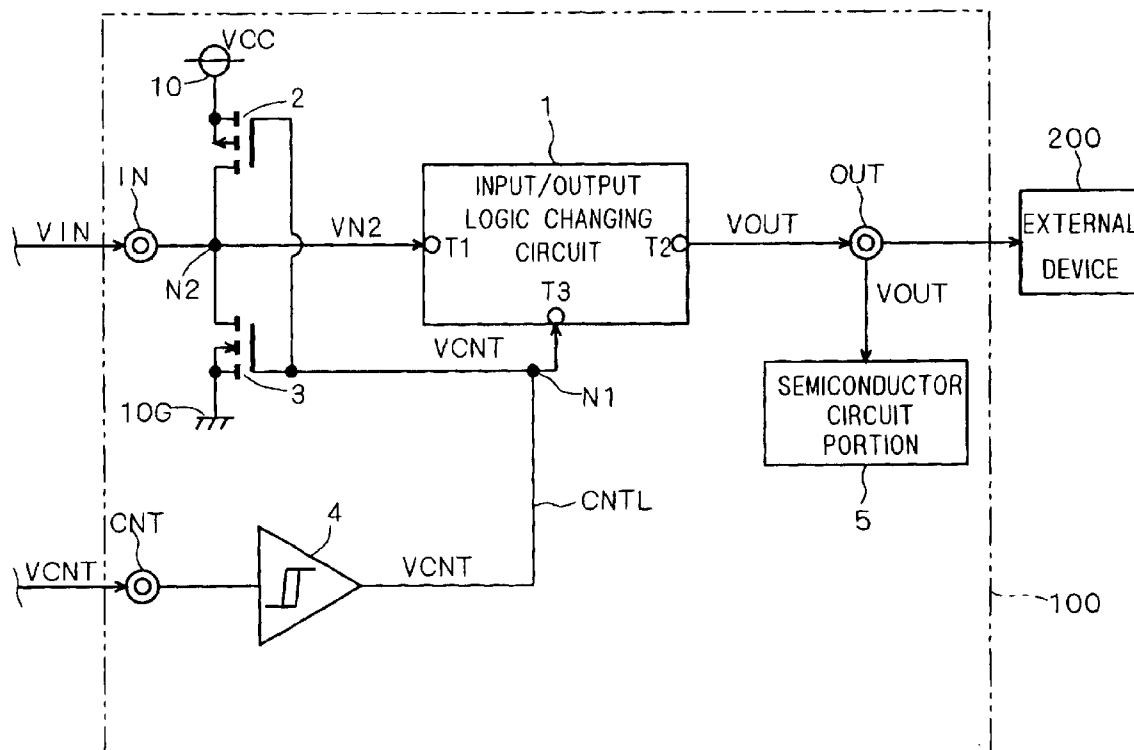 VCC
10
2
1
200
IN
INPUT/OUTPUT
LOGIC CHANGING
CIRCUIT
OUT
EXTERNAL
DEVICE
VIN
VN2
T1
T2
VOUT
N2
T3
VOUT
VCNT
3
N1
10G
SEMICONDUCTOR
CIRCUIT
PORTION
5
CNTL
CNT
4
VCNT
VCNT
100